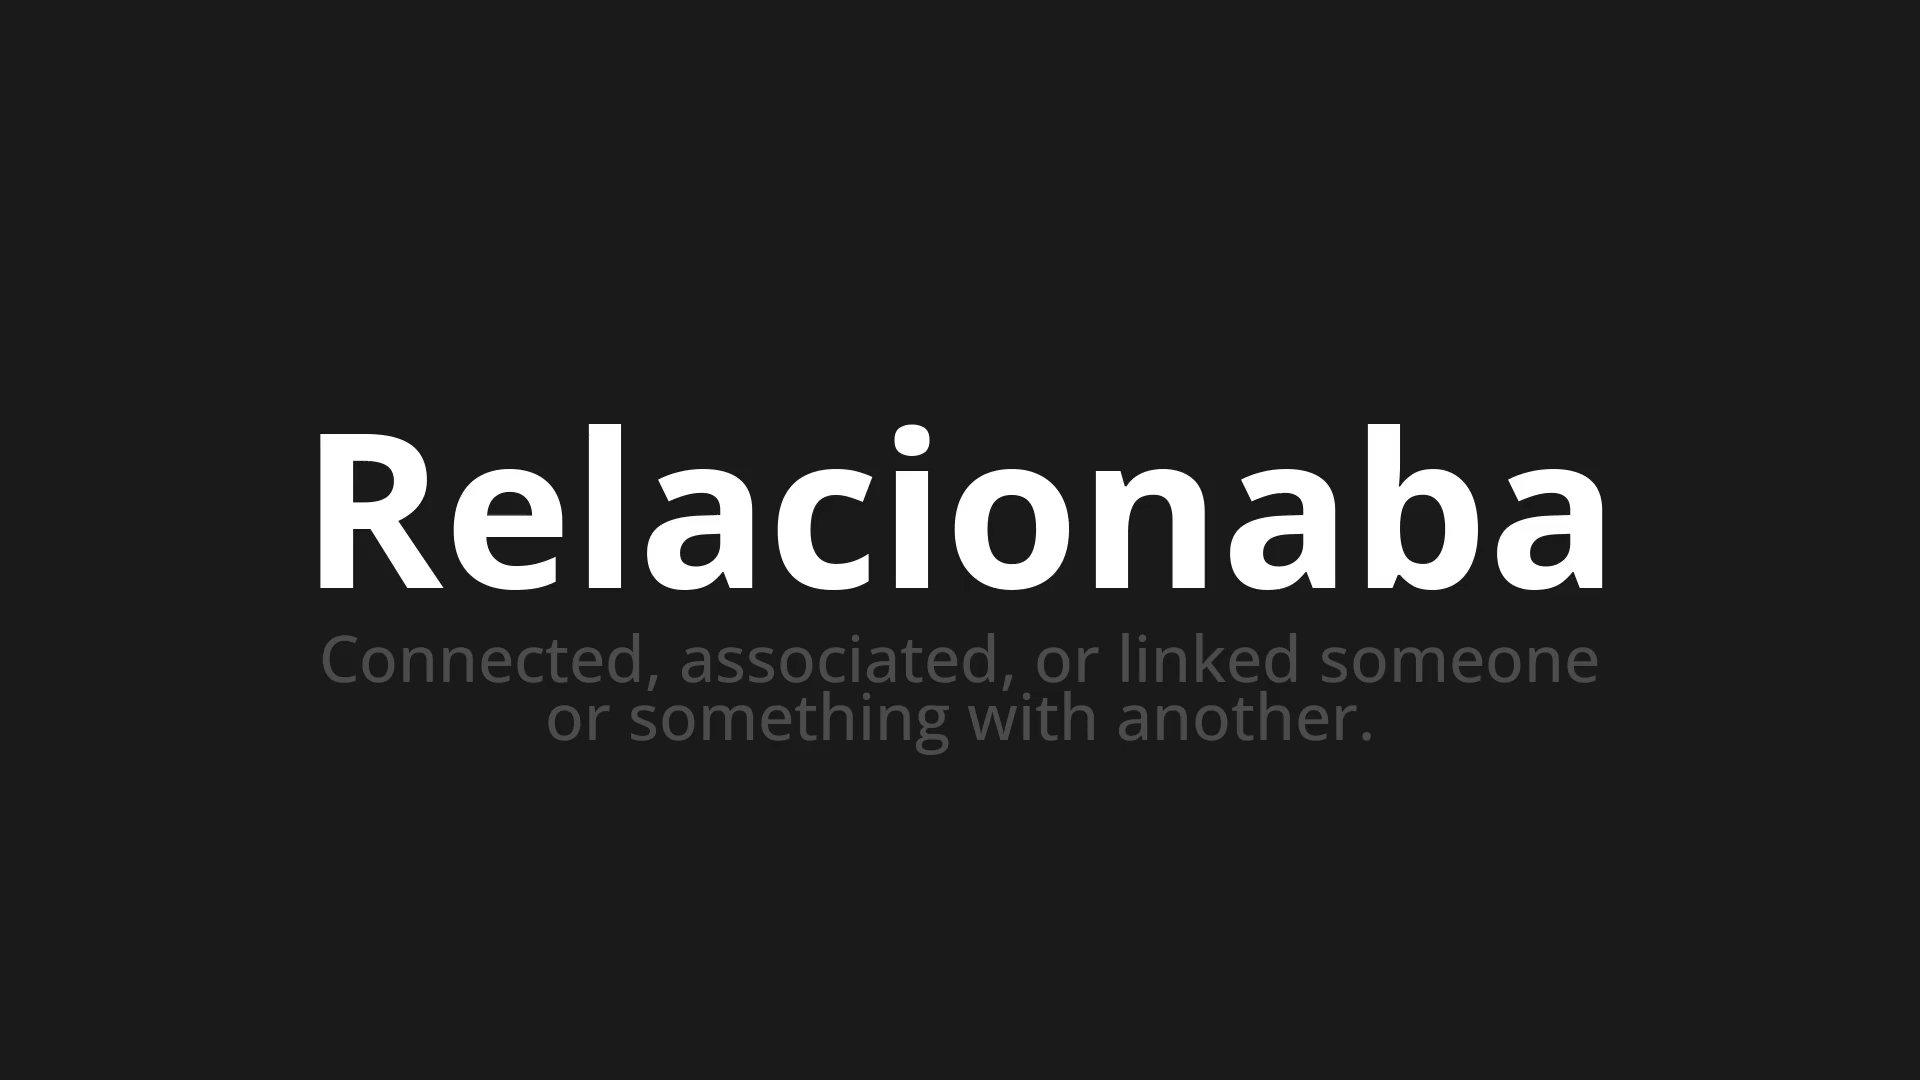 Relacionaba
Connected, associated, or linked someone
or something with another.